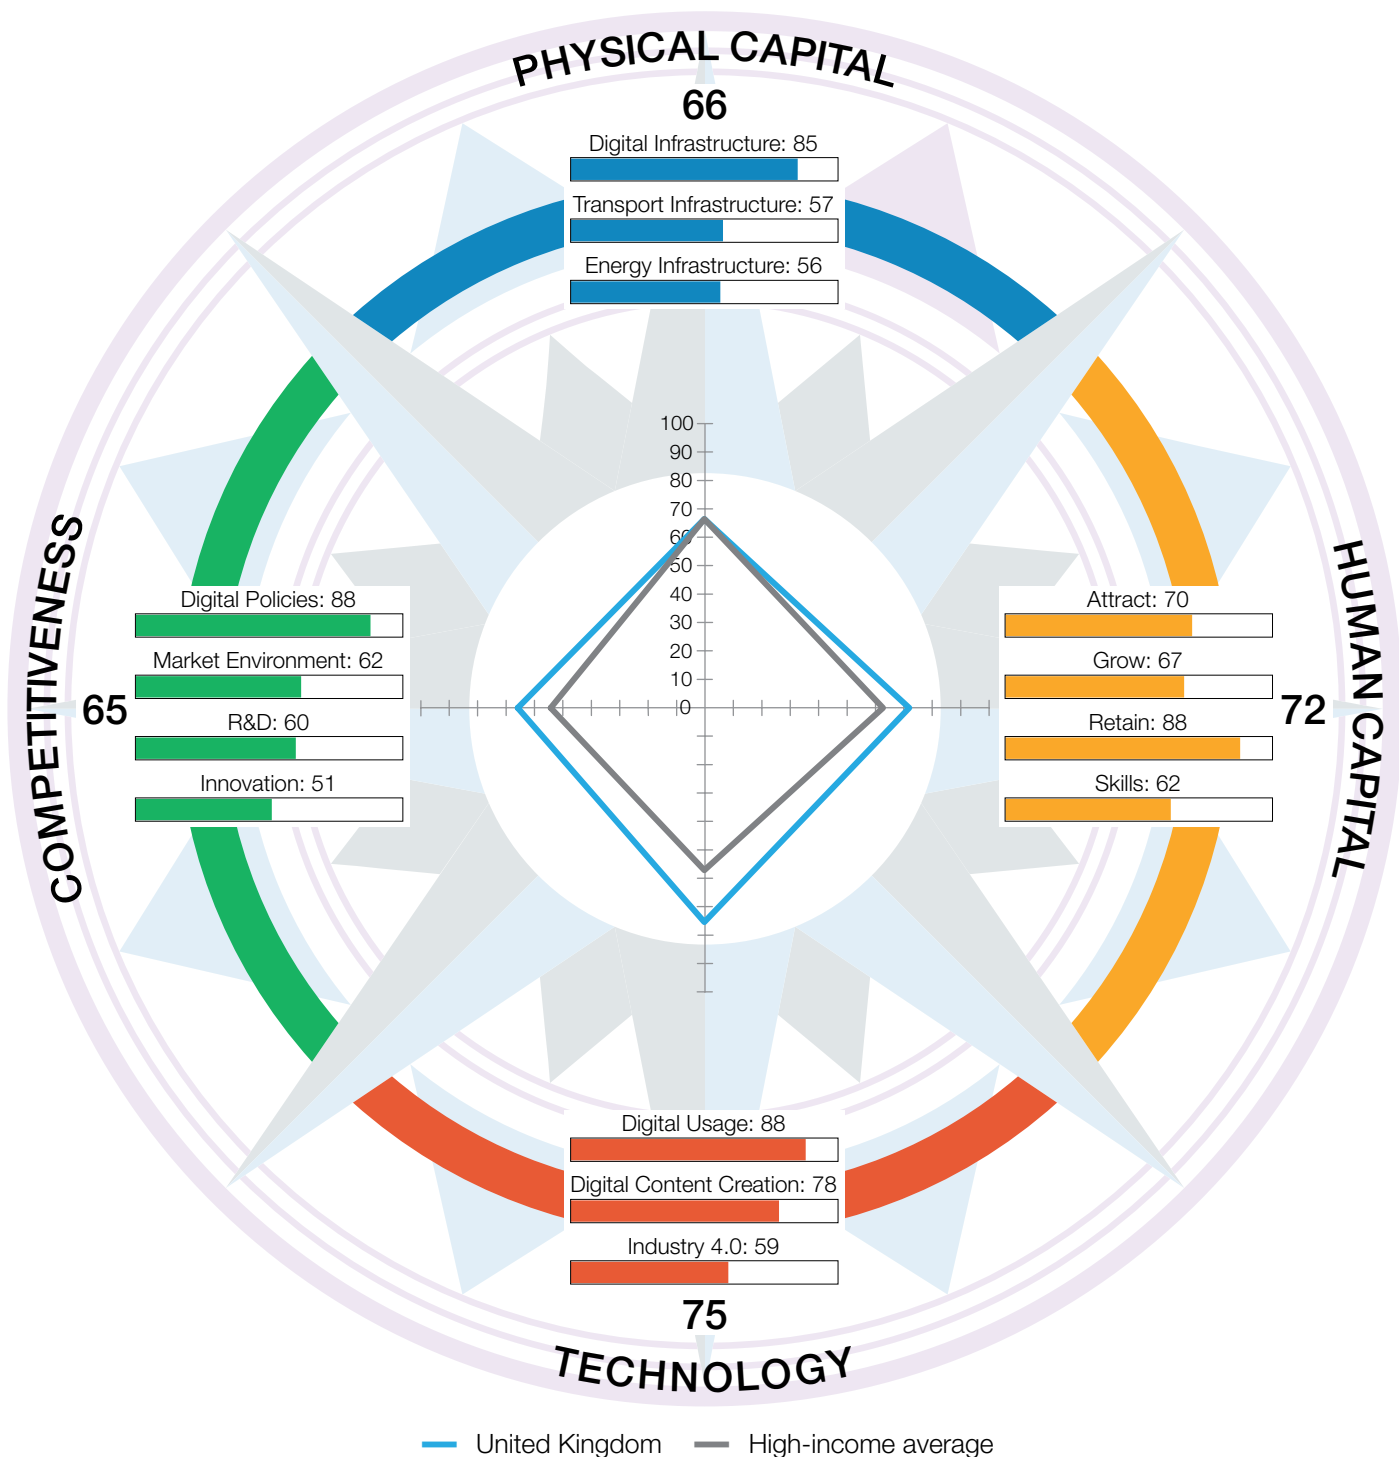 PHYSICAL CAPITAL
66
Digital Infrastructure: 85
Transport Infrastructure: 57
Energy Infrastructure: 56
100
90
80
70
60
50
40
30
20
10
0
COMPETITIVENESS
65
Digital Policies: 88
Market Environment: 62
R&D: 60
Innovation: 51
HUMAN CAPITAL
72
Attract: 70
Grow: 67
Retain: 88
Skills: 62
Digital Usage: 88
Digital Content Creation: 78
Industry 4.0: 59
75
TECHNOLOGY
United Kingdom
High-income average